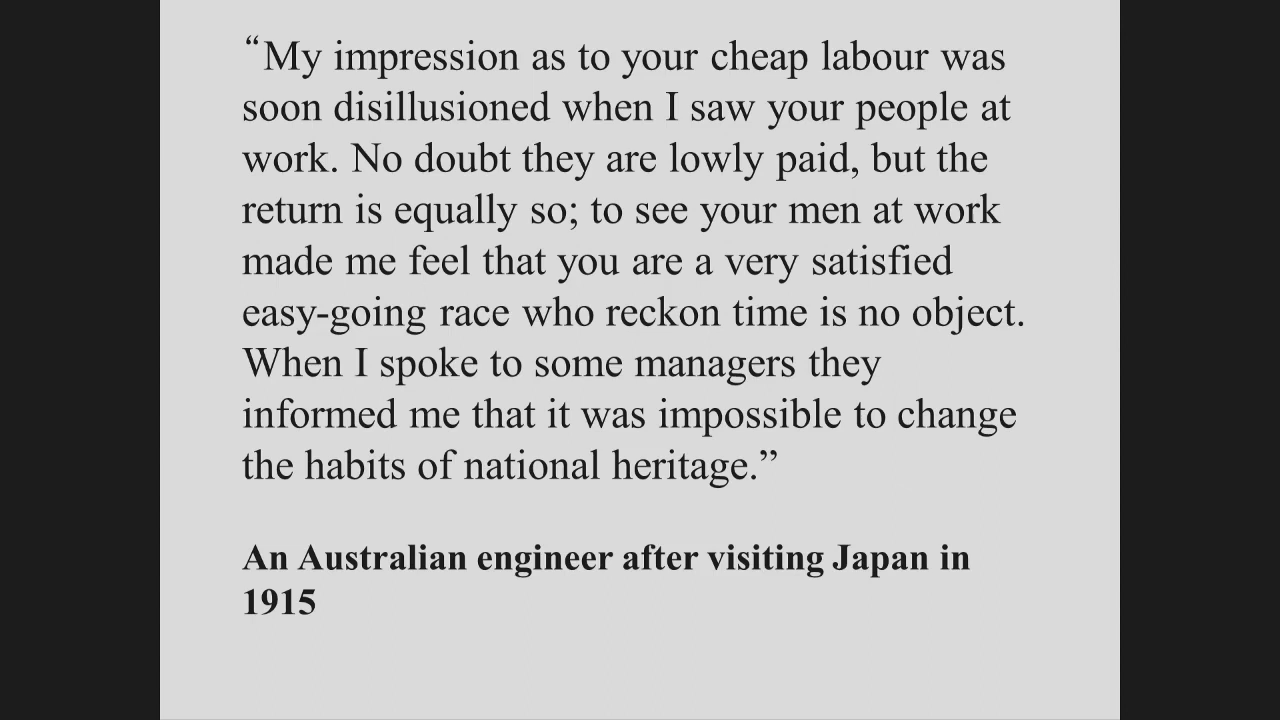 “My impression as to your cheap labour was
soon disillusioned when I saw your people at
work. No doubt they are lowly paid, but the
return is equally so; to see your men at work
made me feel that you are a very satisfied
easy-going race who reckon time is no object.
When I spoke to some managers they
informed me that it was impossible to change
the habits of national heritage.”
An Australian engineer after visiting Japan in
1915